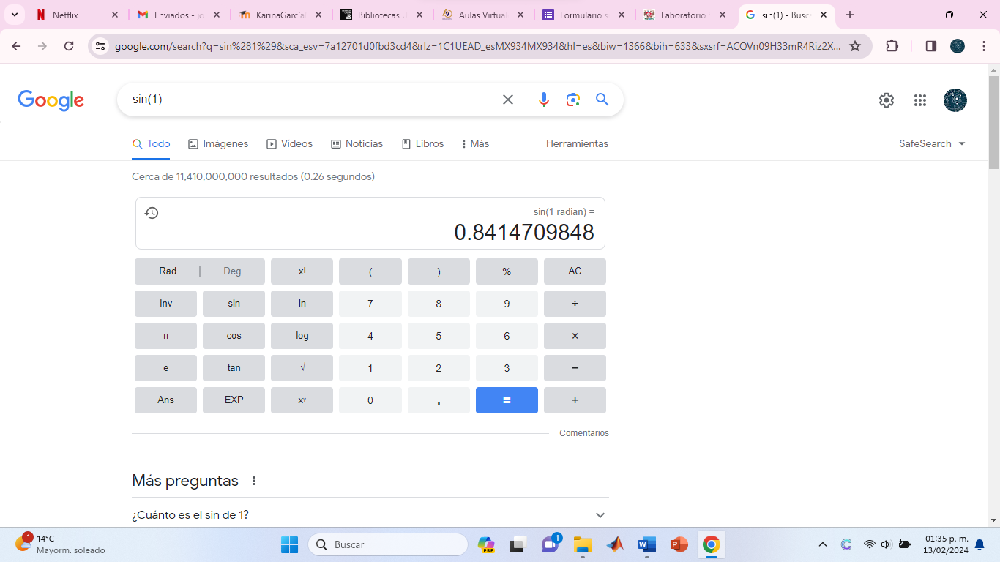 Netflix
Enviados - jo
KarinaGarcía
Bibliotecas U
Aulas Virtual
Formulario s
Laboratorio
sin(1) - Busc
google.com/search?q=sin%281%29&sca_esv=7a12701d0fbd3cd4&rlz=1C1UEAD_esMX934MX934&hl=es&biw=1366&bih=633&sxsrf=ACQVn09H33mR4Riz2X...
Google
sin(1)
Todo Imágenes Vídeos Noticias Libros Más Herramientas SafeSearch
Cerca de 11,410,000,000 resultados (0.26 segundos)
sin(1 radian) =
0.8414709848
Rad | Deg x! ( ) % AC
Inv sin ln 7 8 9 ÷
π cos log 4 5 6 ×
e tan √ 1 2 3 −
Ans EXP xʸ 0 . = +
Comentarios
Más preguntas
¿Cuánto es el sin de 1?
1
14°C
Mayorm. soleado
Buscar
PRE
1
01:35 p. m.
13/02/2024